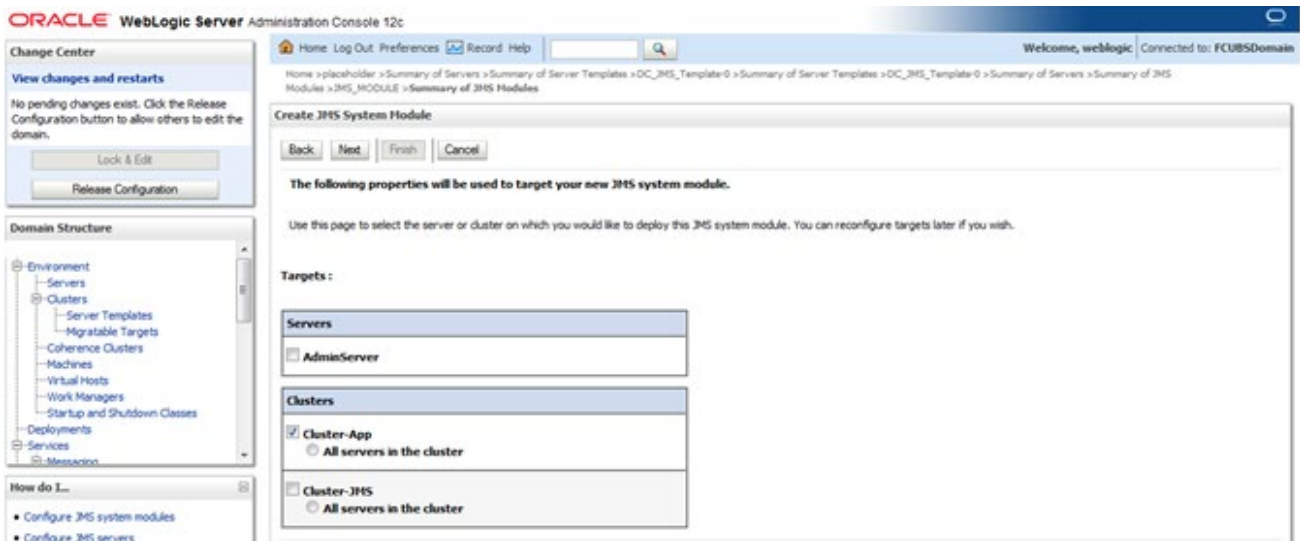 ORACLE WebLogic Server Administration Console 12c
Change Center
View changes and restarts
No pending changes exist. Click the Release
Configuration button to allow others to edit the
domain.
Lock & Edit
Release Configuration
Domain Structure
Environment
Servers
Clusters
Server Templates
Migratable Targets
Coherence Clusters
Machines
Virtual Hosts
Work Managers
Startup and Shutdown Classes
Deployments
Services
Messaging
How do I...
Configure JMS system modules
Configure JMS servers
Home Log Out Preferences Record Help
Welcome, weblogic Connected to: FCUBSDomain
Home >placeholder >Summary of Servers >Summary of Server Templates >DC_JMS_Template-0 >Summary of Server Templates >DC_JMS_Template-0 >Summary of Servers >Summary of JMS
Modules >JMS_MODULE >Summary of JMS Modules
Create JMS System Module
Back Next Finish Cancel
The following properties will be used to target your new JMS system module.
Use this page to select the server or cluster on which you would like to deploy this JMS system module. You can reconfigure targets later if you wish.
Targets :
Servers
AdminServer
Clusters
Cluster-App
All servers in the cluster
Cluster-JMS
All servers in the cluster